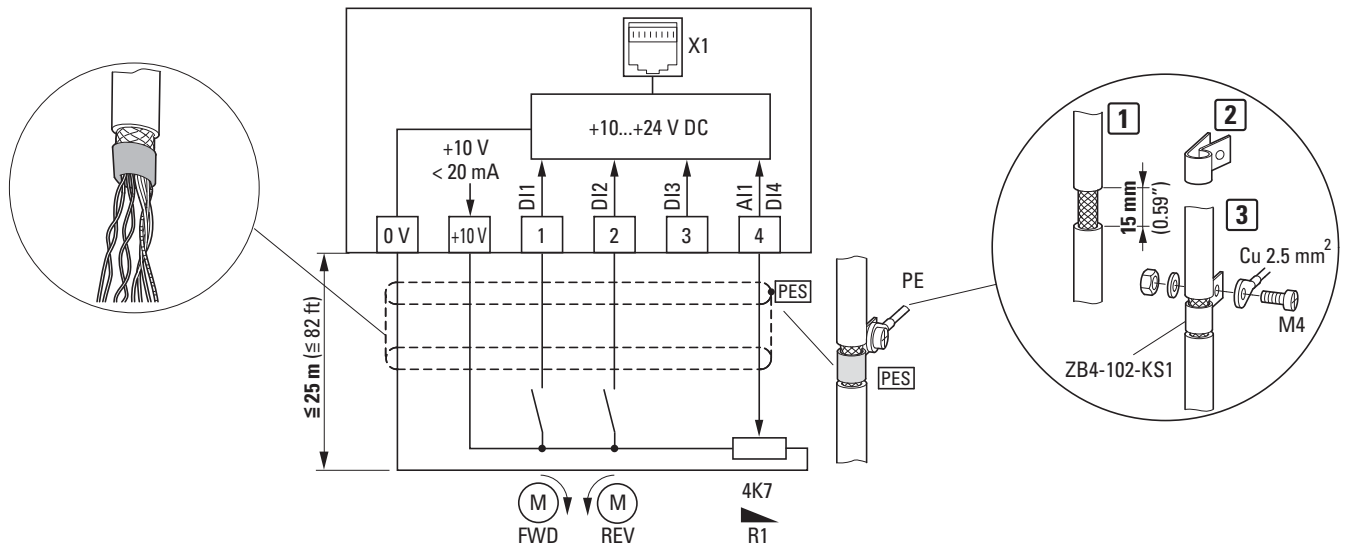 X1
+10...+24 V DC
+10 V
< 20 mA
DI1
DI2
DI3
AI1
DI4
0 V
+10 V
1
2
3
4
≦ 25 m (≦ 82 ft)
PES
PE
PES
M
FWD
M
REV
4K7
R1
1
2
15 mm
(0.59″)
3
Cu 2.5 mm²
M4
ZB4-102-KS1